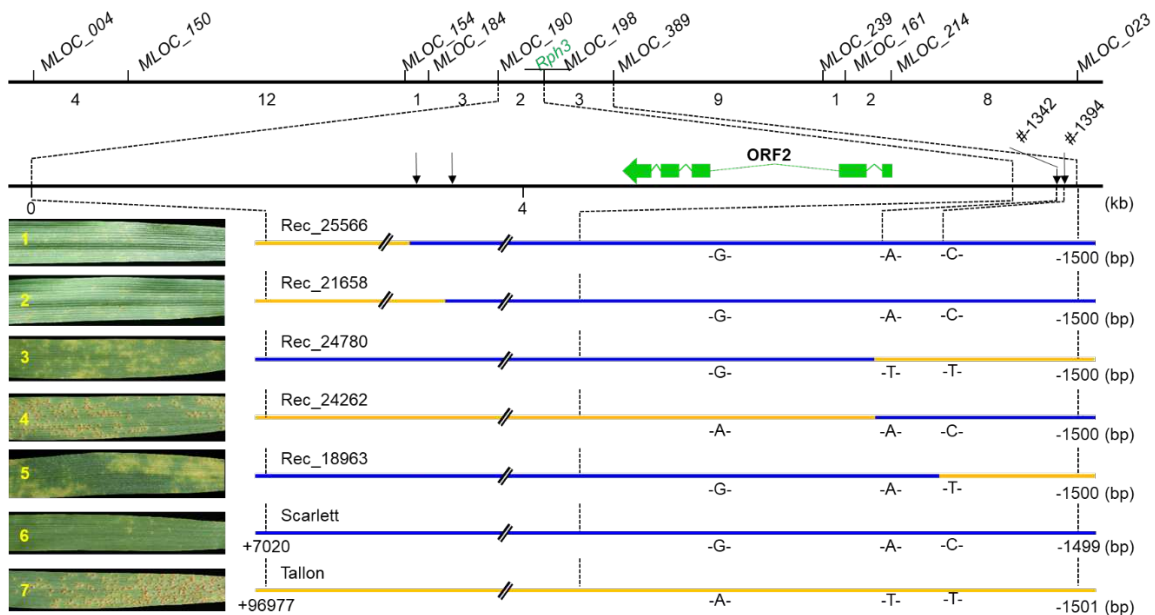 MLOC_004 MLOC_150 MLOC_154 MLOC_184 MLOC_190 Rph3 MLOC_198 MLOC_389 MLOC_239 MLOC_161 MLOC_214 MLOC_023
4 12 1 3 2 3 9 1 2 8
#-1342 #-1394
ORF2
0 4 (kb)
1 Rec_25566
-G- -A- -C- -1500 (bp)
2 Rec_21658
-G- -A- -C- -1500 (bp)
3 Rec_24780
-G- -T- -T- -1500 (bp)
4 Rec_24262
-A- -A- -C- -1500 (bp)
5 Rec_18963
-G- -A- -T- -1500 (bp)
6 Scarlett
+7020 -G- -A- -C- -1499 (bp)
7 Tallon
+96977 -A- -T- -T- -1501 (bp)